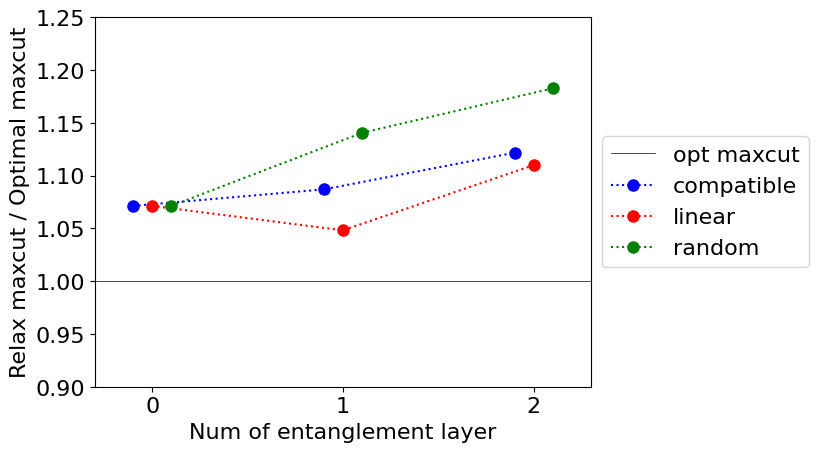 Relax maxcut / Optimal maxcut
1.25
1.20
1.15
1.10
1.05
1.00
0.95
0.90
0
1
2
Num of entanglement layer
opt maxcut
compatible
linear
random